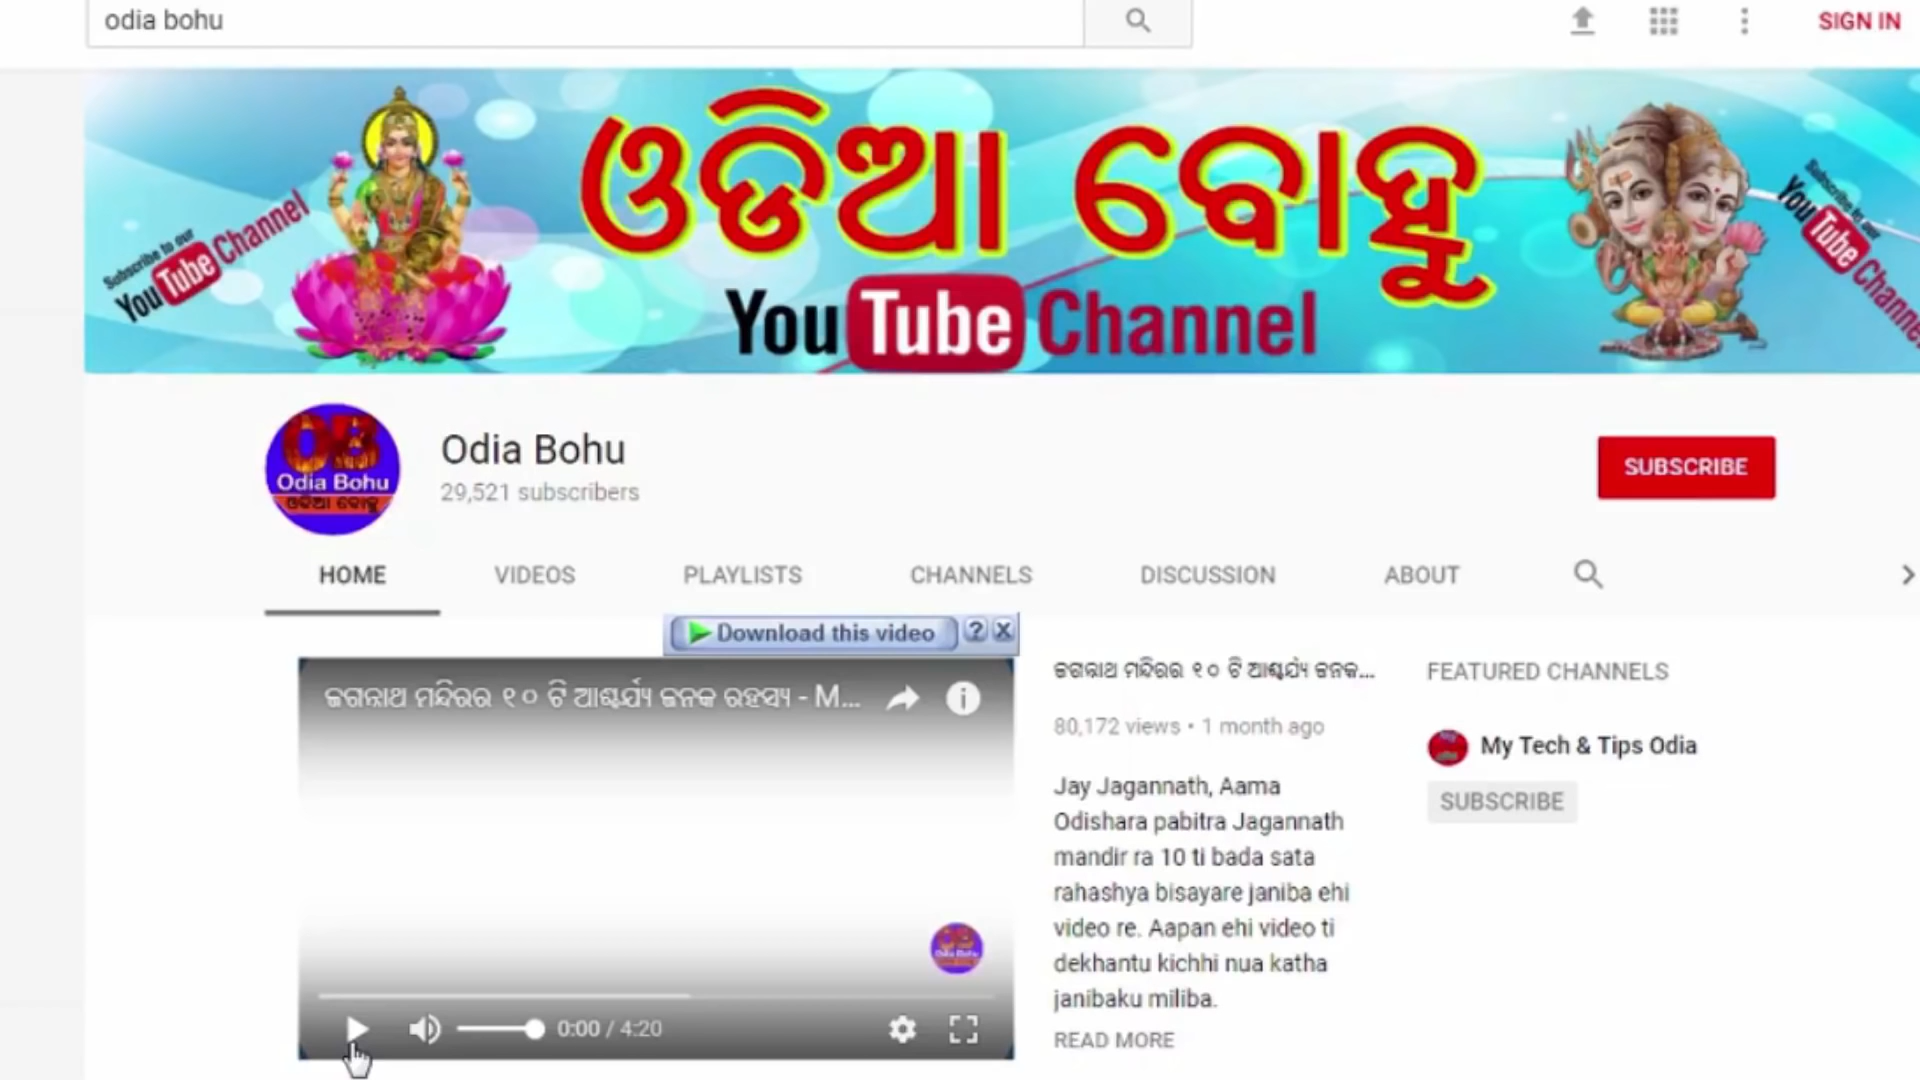 odia bohu
SIGN IN
ଓଡିଆ ବୋହୁ
YouTube Channel
Subscribe to our
YouTube Channel
Subscribe to our
YouTube Channel
OB
Odia Bohu
ଓଡିଆ ବୋହୁ
Odia Bohu
29,521 subscribers
SUBSCRIBE
HOME VIDEOS PLAYLISTS CHANNELS DISCUSSION ABOUT
Download this video ? X
ଜଗନ୍ନାଥ ମନ୍ଦିରର ୧୦ ଟି ଆଶ୍ଚର୍ଯ୍ୟ ଜନକ ରହସ୍ୟ - M...
OB
Odia Bohu
0:00 / 4:20
ଜଗନ୍ନାଥ ମନ୍ଦିରର ୧୦ ଟି ଆଶ୍ଚର୍ଯ୍ୟ ଜନକ...
80,172 views • 1 month ago
Jay Jagannath, Aama
Odishara pabitra Jagannath
mandir ra 10 ti bada sata
rahashya bisayare janiba ehi
video re. Aapan ehi video ti
dekhantu kichhi nua katha
janibaku miliba.
READ MORE
FEATURED CHANNELS
My Tech & Tips Odia
SUBSCRIBE